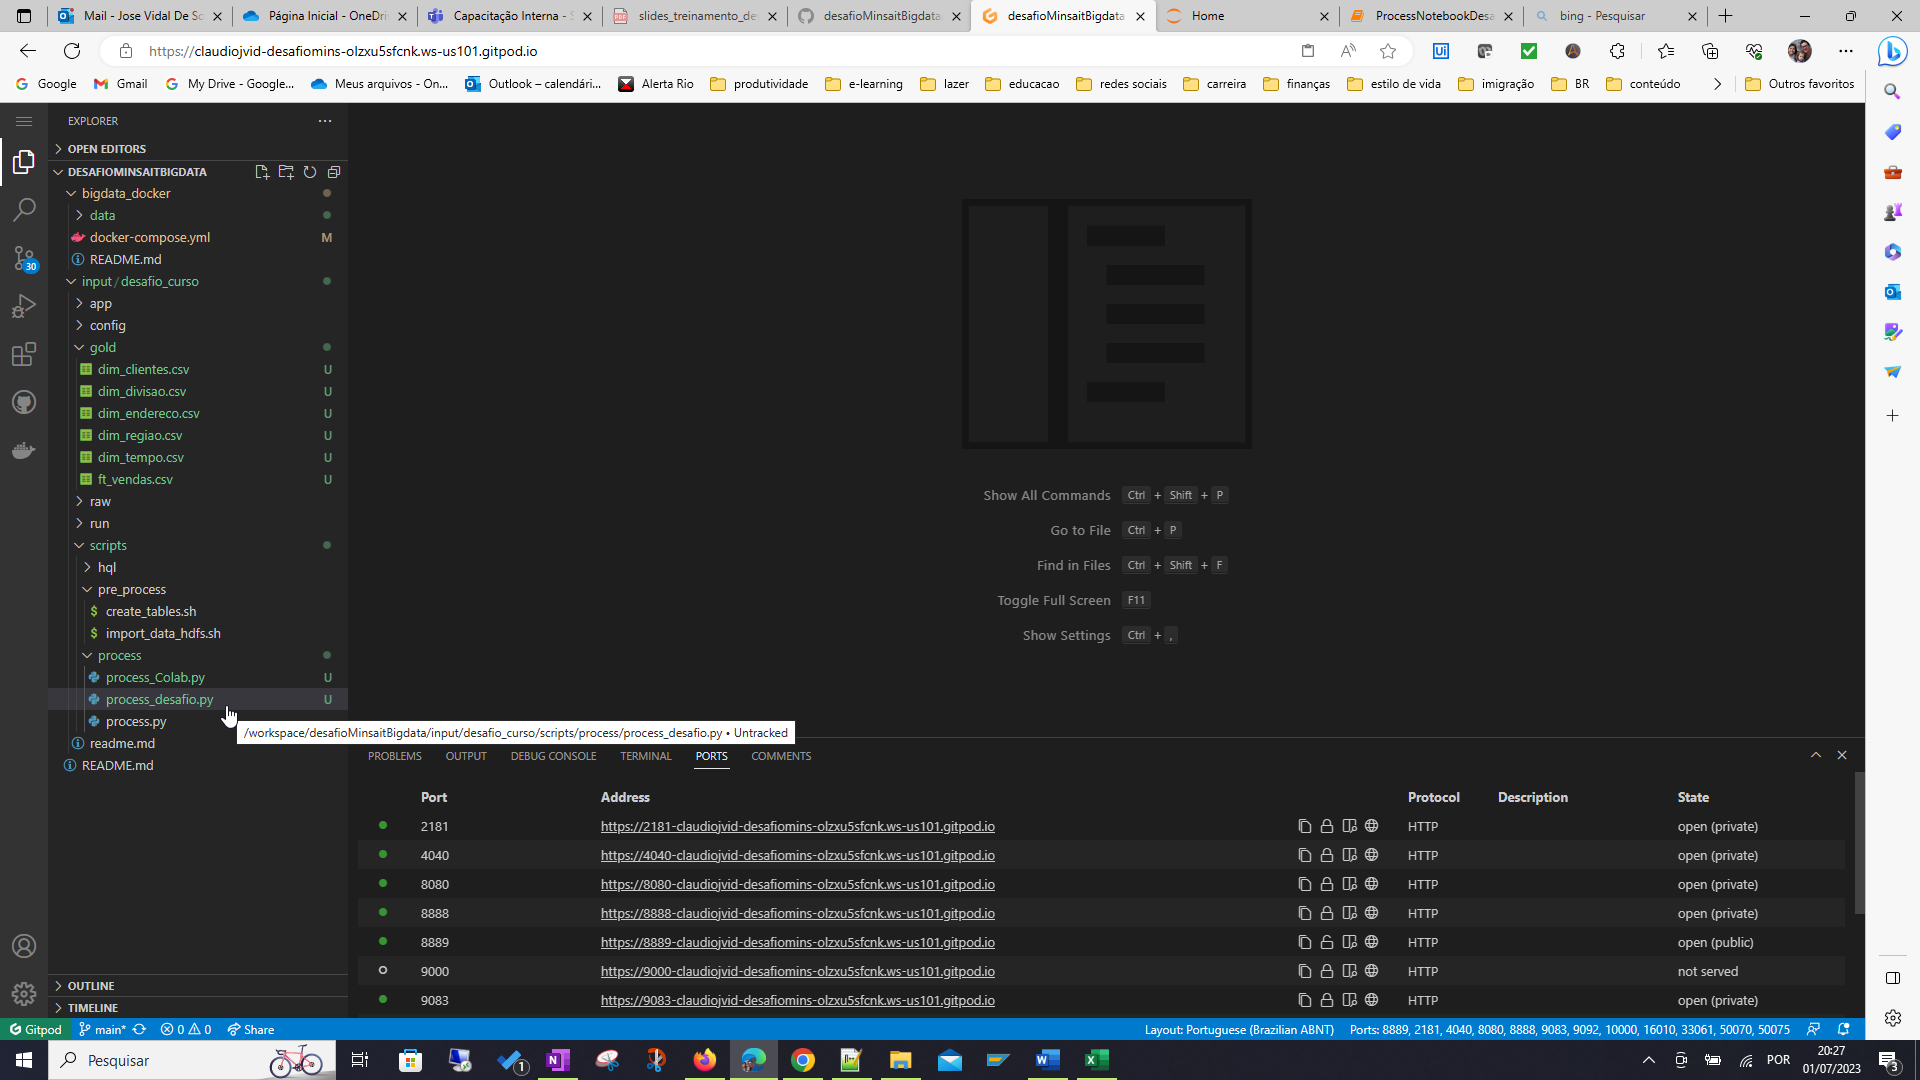 Mail - Jose Vidal De Sc
Página Inicial - OneDri
Capacitação Interna - S
slides_treinamento_de
desafioMinsaitBigdata
desafioMinsaitBigdata
Home
ProcessNotebookDesa
bing - Pesquisar
https://claudiojvid-desafiomins-olzxu5sfcnk.ws-us101.gitpod.io
Google
Gmail
My Drive - Google...
Meus arquivos - On...
Outlook – calendári...
Alerta Rio
produtividade
e-learning
lazer
educacao
redes sociais
carreira
finanças
estilo de vida
imigração
BR
conteúdo
Outros favoritos
EXPLORER
OPEN EDITORS
DESAFIOMINSAITBIGDATA
bigdata_docker
data
docker-compose.yml M
README.md
input / desafio_curso
app
config
gold
dim_clientes.csv U
dim_divisao.csv U
dim_endereco.csv U
dim_regiao.csv U
dim_tempo.csv U
ft_vendas.csv U
raw
run
scripts
hql
pre_process
create_tables.sh
import_data_hdfs.sh
process
process_Colab.py U
process_desafio.py U
process.py
readme.md
README.md
/workspace/desafioMinsaitBigdata/input/desafio_curso/scripts/process/process_desafio.py • Untracked
30
OUTLINE
TIMELINE
Show All Commands Ctrl + Shift + P
Go to File Ctrl + P
Find in Files Ctrl + Shift + F
Toggle Full Screen F11
Show Settings Ctrl + ,
PROBLEMS OUTPUT DEBUG CONSOLE TERMINAL PORTS COMMENTS
Port Address Protocol Description State
2181 https://2181-claudiojvid-desafiomins-olzxu5sfcnk.ws-us101.gitpod.io HTTP open (private)
4040 https://4040-claudiojvid-desafiomins-olzxu5sfcnk.ws-us101.gitpod.io HTTP open (private)
8080 https://8080-claudiojvid-desafiomins-olzxu5sfcnk.ws-us101.gitpod.io HTTP open (private)
8888 https://8888-claudiojvid-desafiomins-olzxu5sfcnk.ws-us101.gitpod.io HTTP open (private)
8889 https://8889-claudiojvid-desafiomins-olzxu5sfcnk.ws-us101.gitpod.io HTTP open (public)
9000 https://9000-claudiojvid-desafiomins-olzxu5sfcnk.ws-us101.gitpod.io HTTP not served
9083 https://9083-claudiojvid-desafiomins-olzxu5sfcnk.ws-us101.gitpod.io HTTP open (private)
Gitpod main* 0 0 Share
Layout: Portuguese (Brazilian ABNT) Ports: 8889, 2181, 4040, 8080, 8888, 9083, 9092, 10000, 16010, 33061, 50070, 50075
Pesquisar
1
POR
20:27
01/07/2023
3